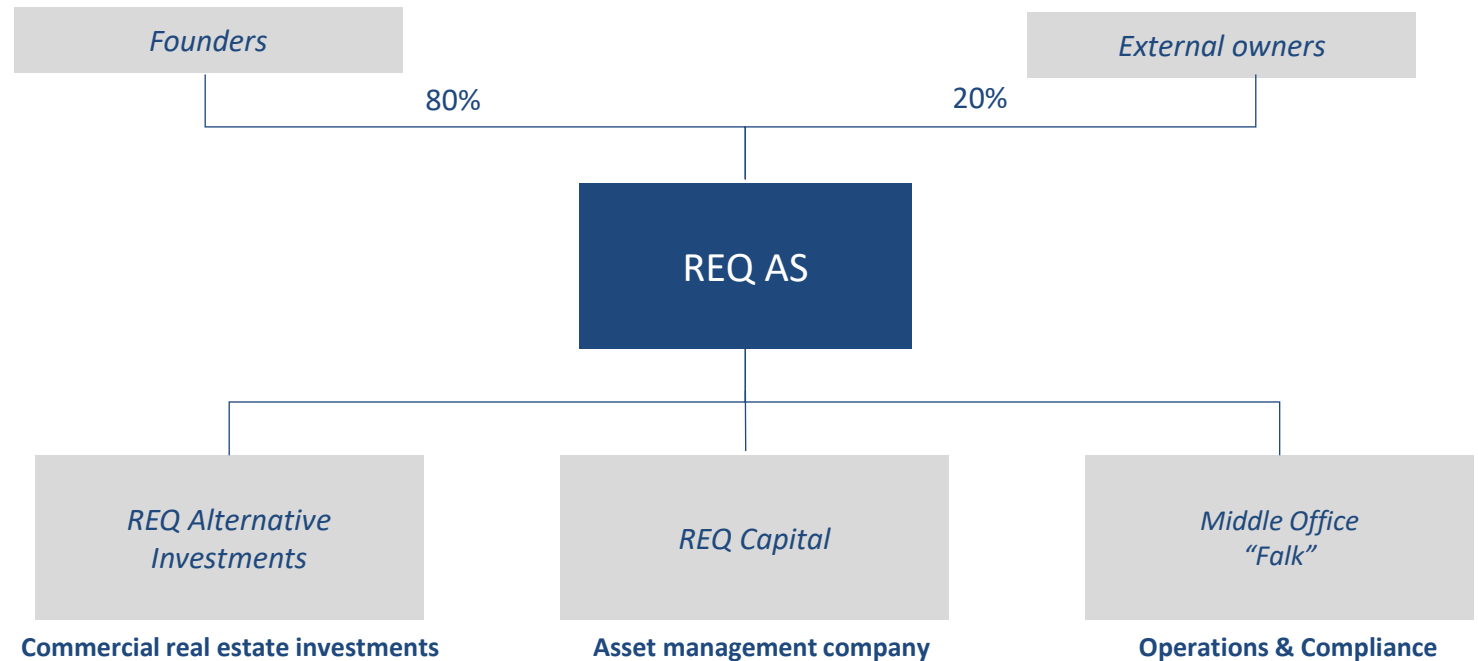 Founders
External owners
80%
20%
REQ AS
REQ Alternative
Investments
REQ Capital
Middle Office
“Falk”
Commercial real estate investments
Asset management company
Operations & Compliance